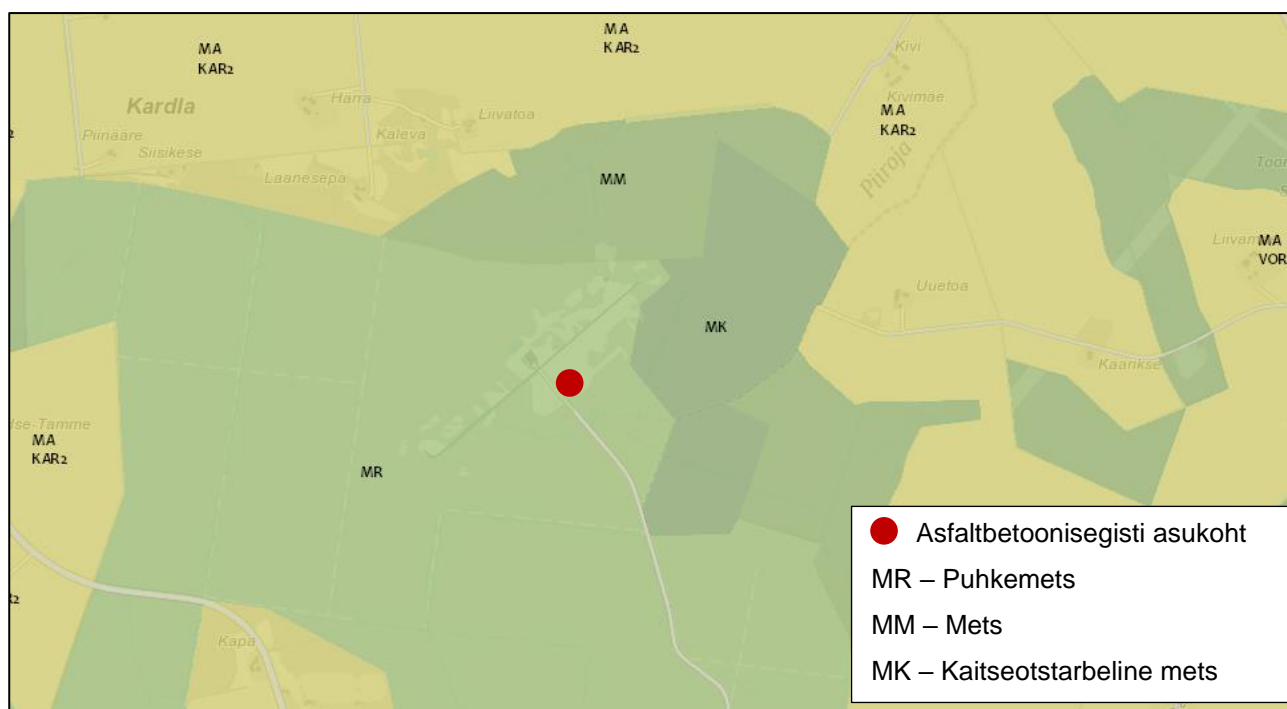 MA
KAR2
MA
KAR2
Kivi
Kivimäe
Kardla
Härra
Liivatoa
MA
KAR2
Piinaare
Siisikese
Kaleva
Laanesepa
MM
Piiroja
MA
VOR
Uuetoa
MK
Kaarikse
MA
KAR2
MR
Kapa
Asfaltbetoonisegisti asukoht
MR – Puhkemets
MM – Mets
MK – Kaitseotstarbeline mets